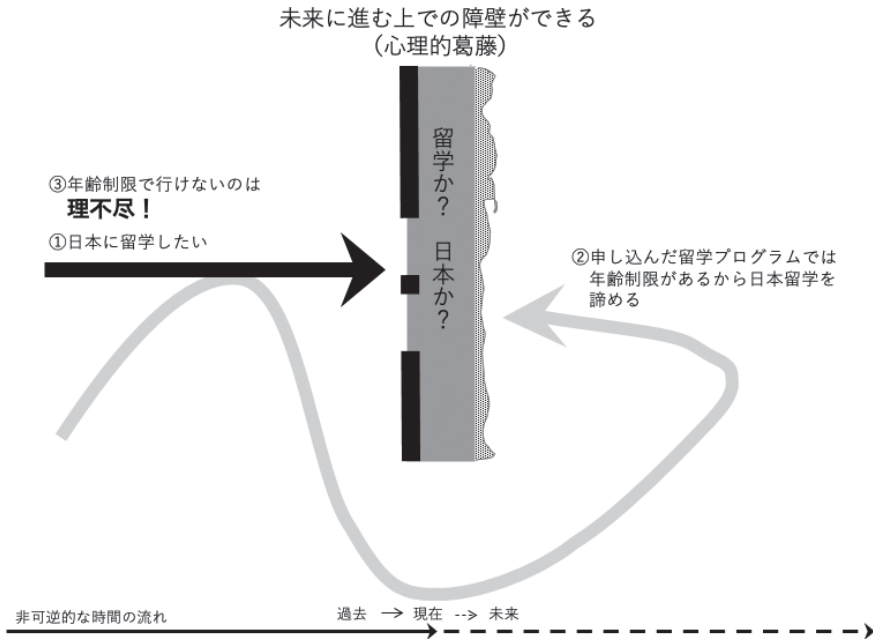 未来に進む上での障壁ができる
（心理的葛藤）
留学か？　日本か？
③年齢制限で行けないのは
理不尽！
①日本に留学したい
②申し込んだ留学プログラムでは
年齢制限があるから日本留学を
諦める
非可逆的な時間の流れ
過去　→　現在　-->　未来